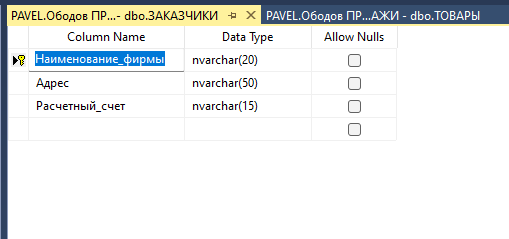 PAVEL.Ободов ПР...- dbo.ЗАКАЗЧИКИ PAVEL.Ободов ПР...АЖИ - dbo.ТОВАРЫ
Column Name Data Type Allow Nulls
Наименование_фирмы nvarchar(20)
Адрес nvarchar(50)
Расчетный_счет nvarchar(15)